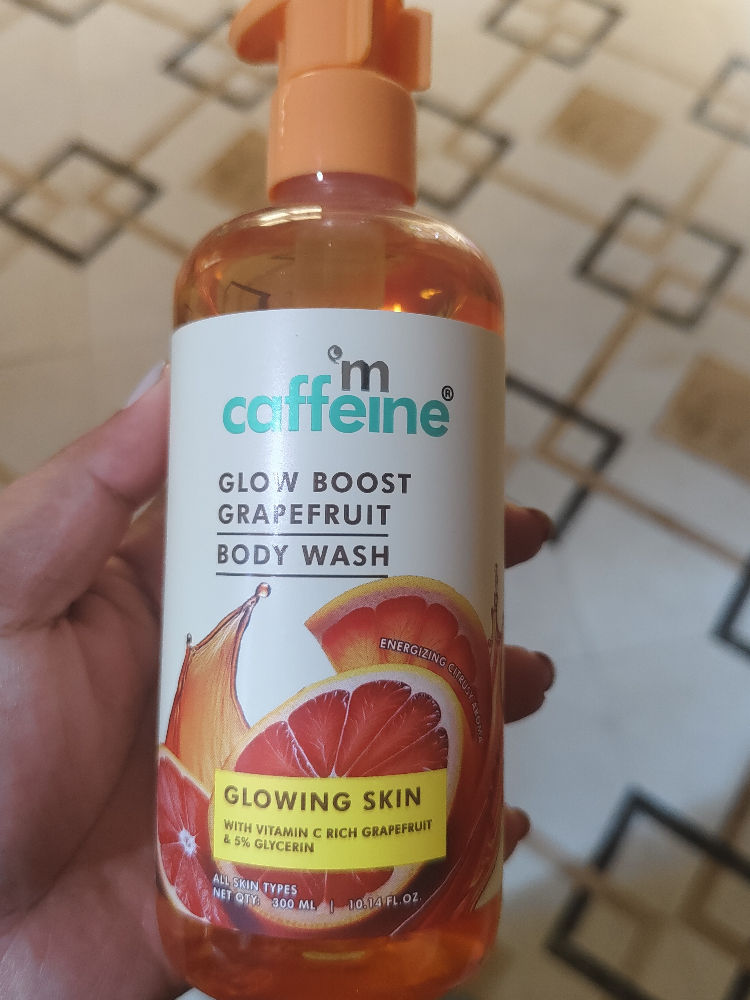 'm
caffeine®
GLOW BOOST
GRAPEFRUIT
BODY WASH
ENERGIZING CITRUSY AROMA
GLOWING SKIN
WITH VITAMIN C RICH GRAPEFRUIT
& 5% GLYCERIN
ALL SKIN TYPES
NET QTY: 300 ML | 10.14 FL.OZ.